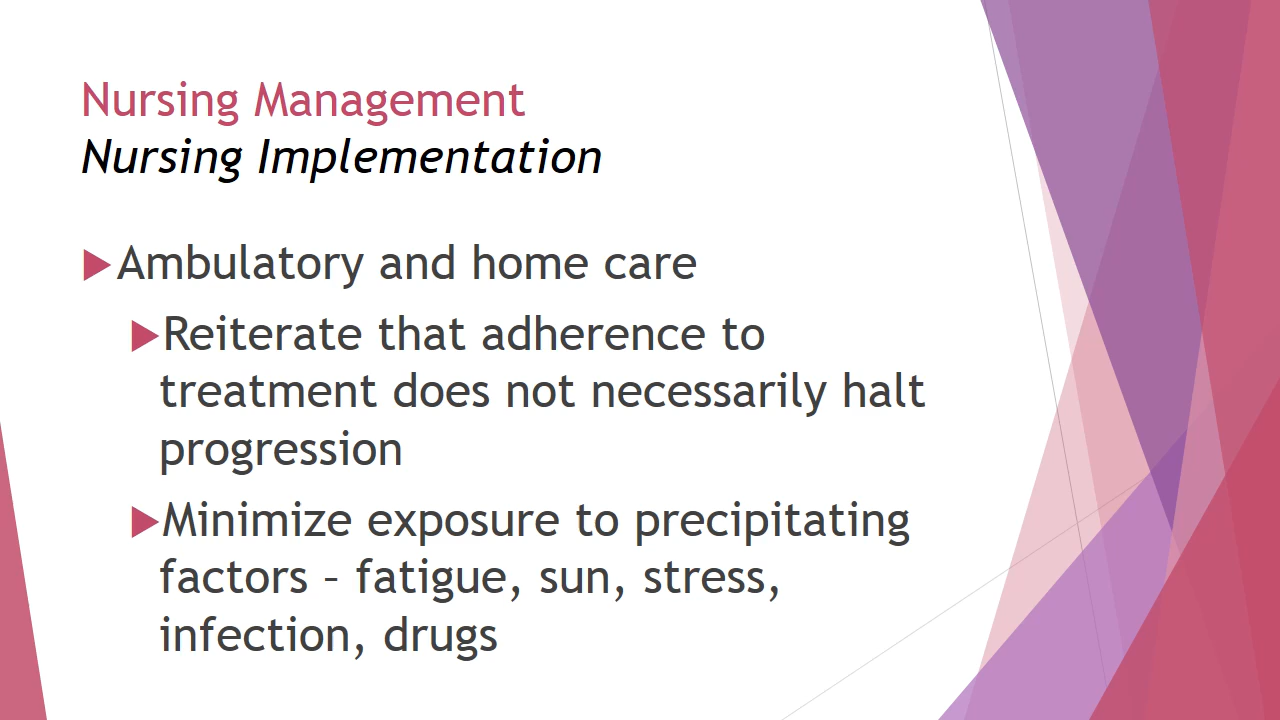 Nursing Management
Nursing Implementation
Ambulatory and home care
Reiterate that adherence to
treatment does not necessarily halt
progression
Minimize exposure to precipitating
factors – fatigue, sun, stress,
infection, drugs